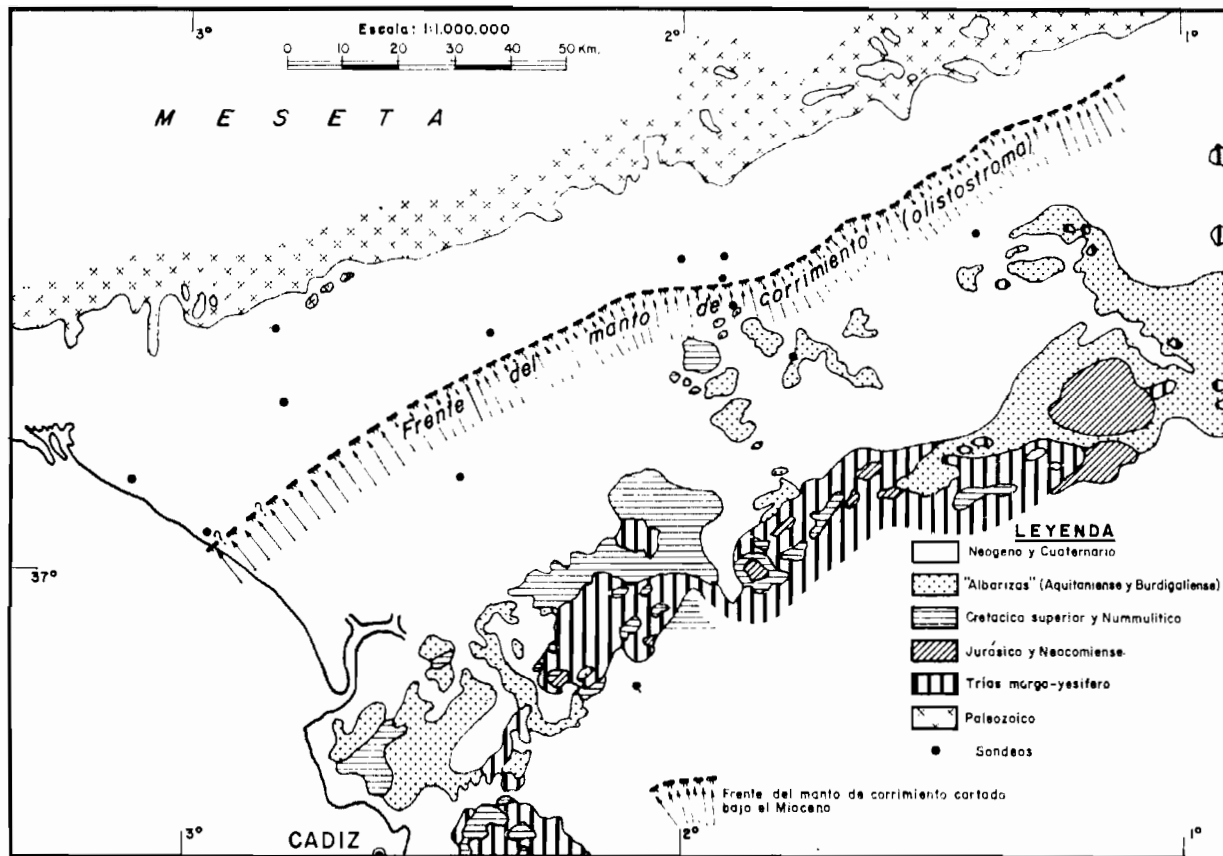 3°
2°
1°
Escala: 1:1.000.000
0 10 20 30 40 50 Km.
MESETA
Frente del manto de corrimiento (olistostroma)
37°
LEYENDA
Neogeno y Cuaternario
"Albarizas" (Aquitaniense y Burdigaliense)
Cretacico superior y Nummulitico
Jurásico y Neocomiense
Trías margo-yesífero
Paleozoico
Sondeos
Frente del manto de corrimiento cortado
bajo el Mioceno
CADIZ
3°
2°
1°